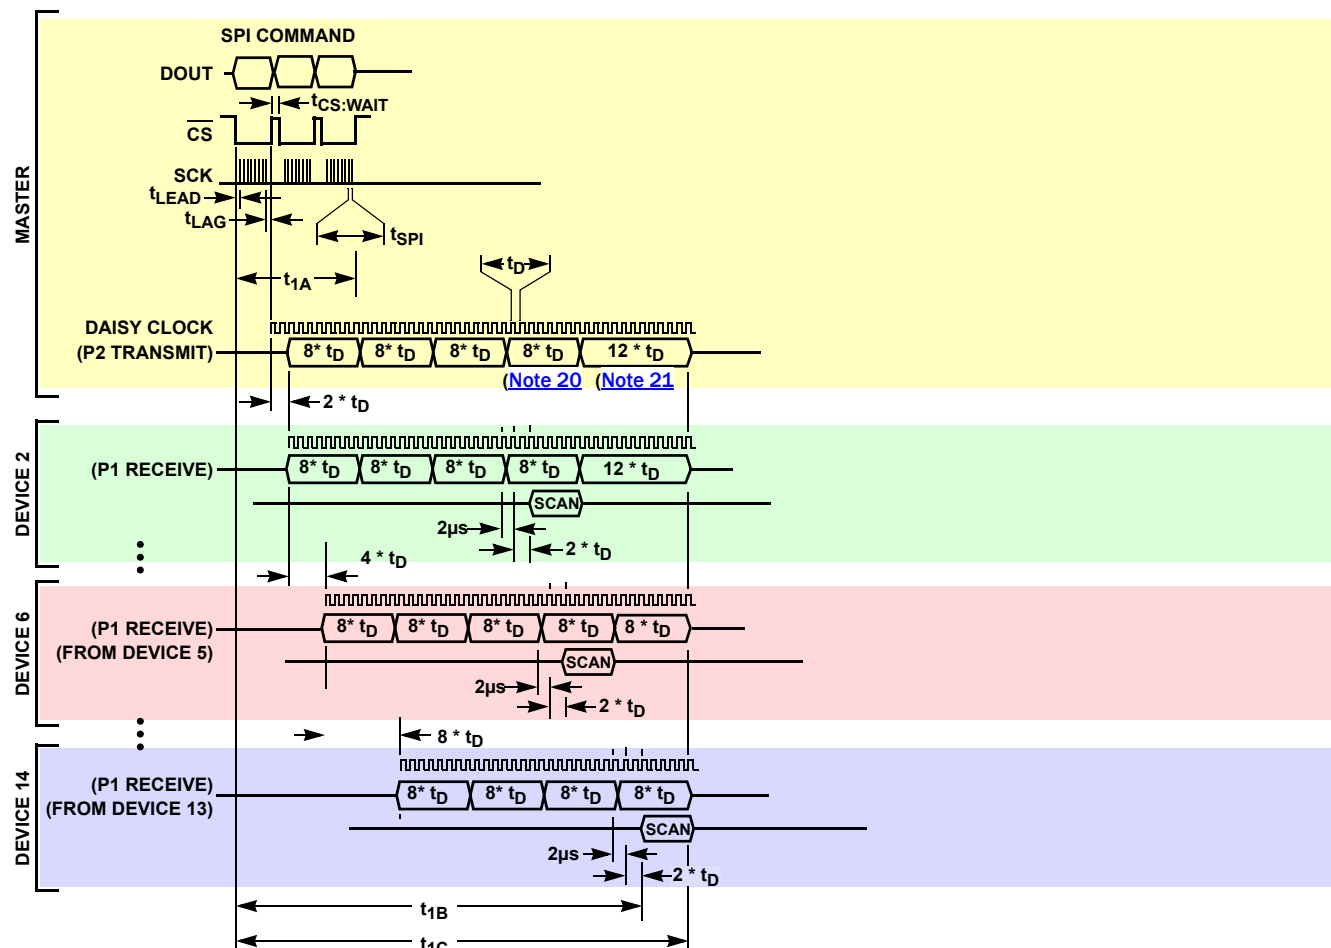 MASTER
SPI COMMAND
DOUT
tCS:WAIT
CS
SCK
tLEAD
tLAG
tSPI
tD
t1A
DAISY CLOCK
(P2 TRANSMIT)
8* tD 8* tD 8* tD 8* tD 12 * tD
(Note 20 (Note 21
2 * tD
DEVICE 2
(P1 RECEIVE)
8* tD 8* tD 8* tD 8* tD 12 * tD
SCAN
2µs
2 * tD
4 * tD
DEVICE 6
(P1 RECEIVE)
(FROM DEVICE 5)
8* tD 8* tD 8* tD 8* tD 8 * tD
SCAN
2µs
2 * tD
8 * tD
DEVICE 14
(P1 RECEIVE)
(FROM DEVICE 13)
8* tD 8* tD 8* tD 8* tD
SCAN
2µs
2 * tD
t1B
t1C